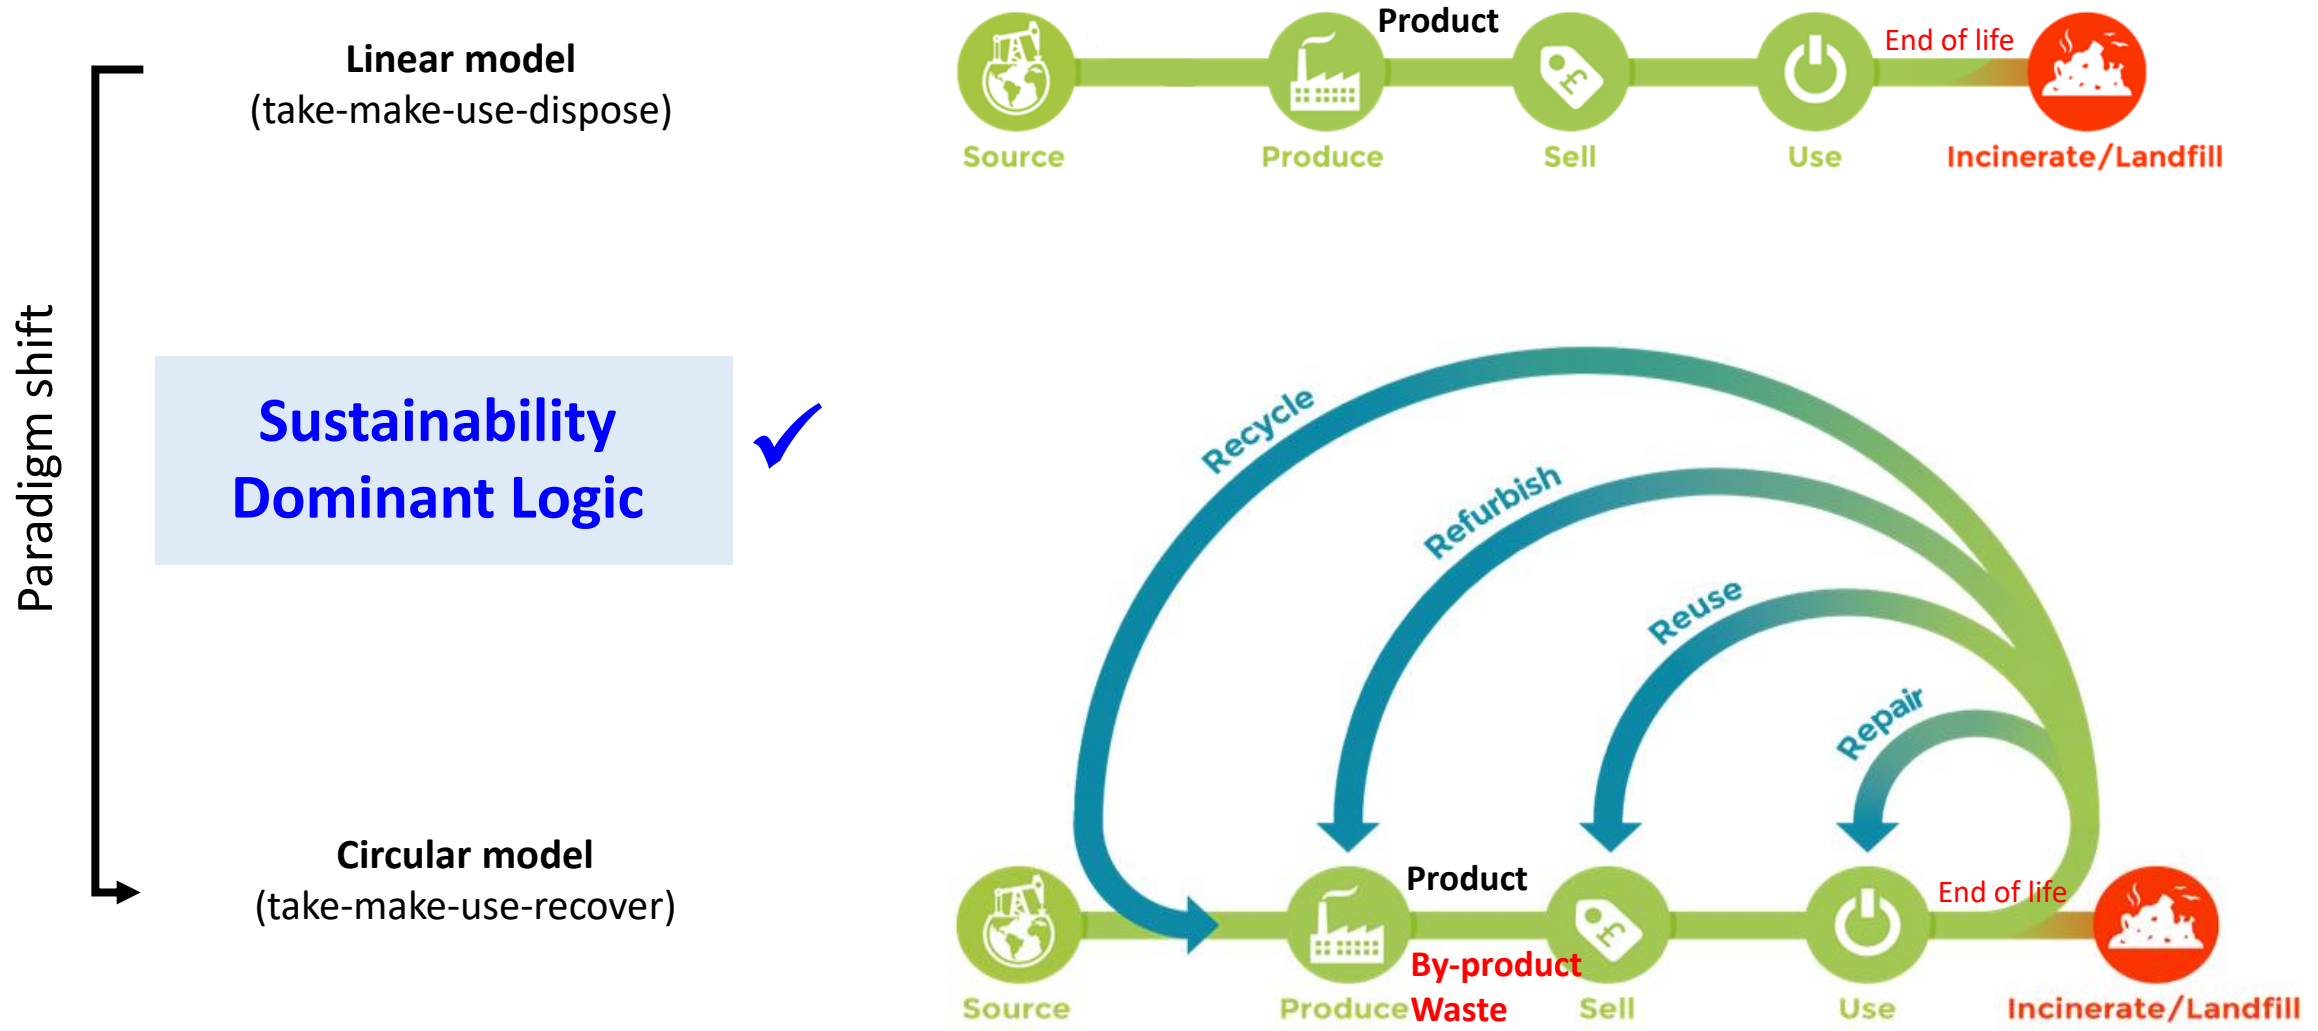 Paradigm shift
Linear model
(take-make-use-dispose)
Product
End of life
£
Source
Produce
Sell
Use
Incinerate/Landfill
Sustainability
Dominant Logic
Recycle
Refurbish
Reuse
Repair
Circular model
(take-make-use-recover)
Product
End of life
£
By-product
Waste
Source
Produce
Sell
Use
Incinerate/Landfill